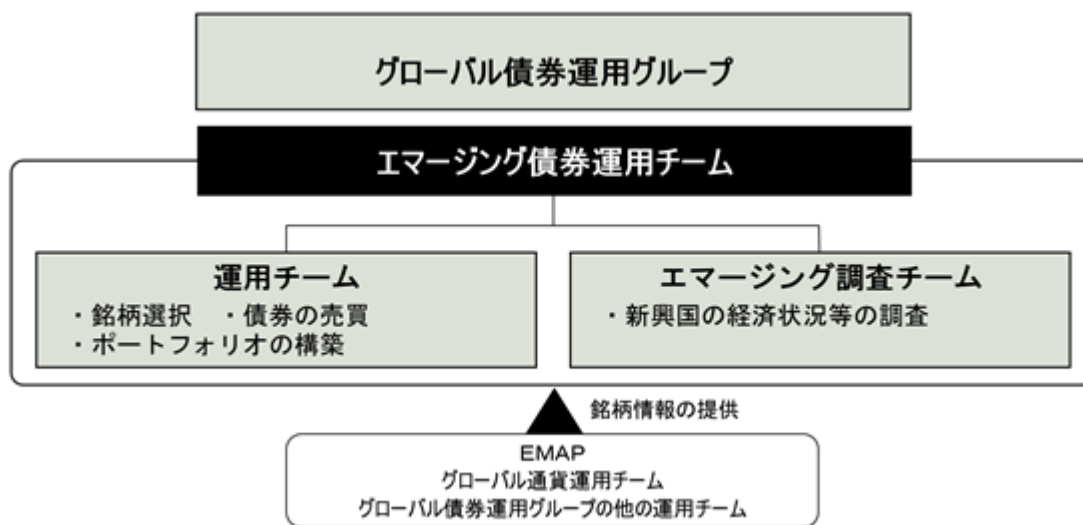 グローバル債券運用グループ
エマージング債券運用チーム
運用チーム
・銘柄選択　・債券の売買
・ポートフォリオの構築
エマージング調査チーム
・新興国の経済状況等の調査
銘柄情報の提供
EMAP
グローバル通貨運用チーム
グローバル債券運用グループの他の運用チーム